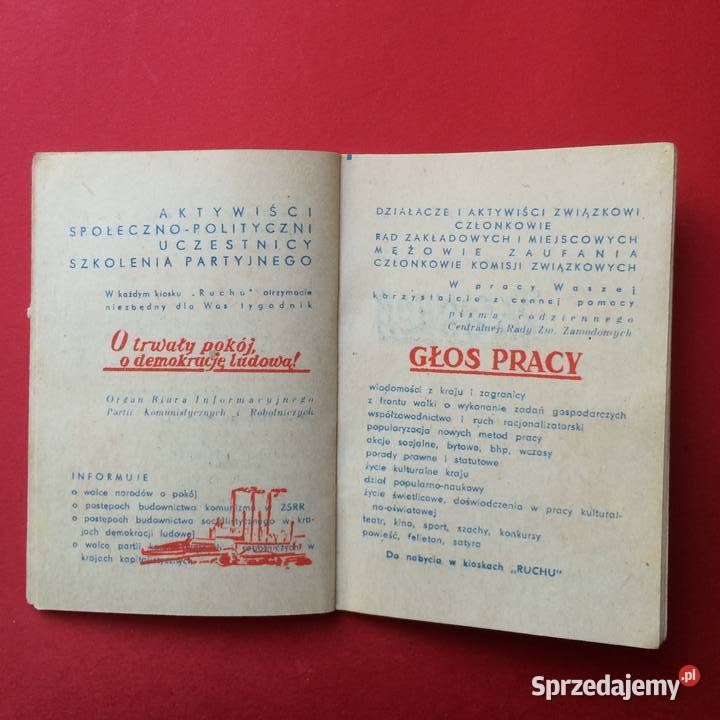 AKTYWIŚCI
SPOŁECZNO-POLITYCZNI
UCZESTNICY
SZKOLENIA PARTYJNEGO
W każdym kiosku „Ruchu" otrzymacie
niezbędny dla Was tygodnik
O trwały pokój,
o demokrację ludową!
Organ Biura Informacyjnego
Partii Komunistycznych i Robotniczych
INFORMUJE
o walce narodów o pokój
o postępach budownictwa komunizmu w ZSRR
o postępach budownictwa socjalistycznego w kra-
jach demokracji ludowej
o walce partii robotniczych w
krajach kapitalistycznych
DZIAŁACZE I AKTYWIŚCI ZWIĄZKOWI
CZŁONKOWIE
RAD ZAKŁADOWYCH I MIEJSCOWYCH
MĘŻOWIE ZAUFANIA
CZŁONKOWIE KOMISJI ZWIĄZKOWYCH
W pracy Waszej
korzystajcie z cennej pomocy
pisma codziennego
Centralnej Rady Zw. Zawodowych
GŁOS PRACY
wiadomości z kraju i zagranicy
z frontu walki o wykonanie zadań gospodarczych
współzawodnictwo i ruch racjonalizatorski
popularyzacja nowych metod pracy
akcje socjalne, bytowe, bhp, wczasy
porady prawne i statutowe
życie kulturalne kraju
dział popularno-naukowy
życie świetlicowe, doświadczenia w pracy kultural-
no-oświatowej
teatr, kino, sport, szachy, konkursy
powieść, felieton, satyra
Do nabycia w kioskach „RUCHU"
Sprzedajemy.pl